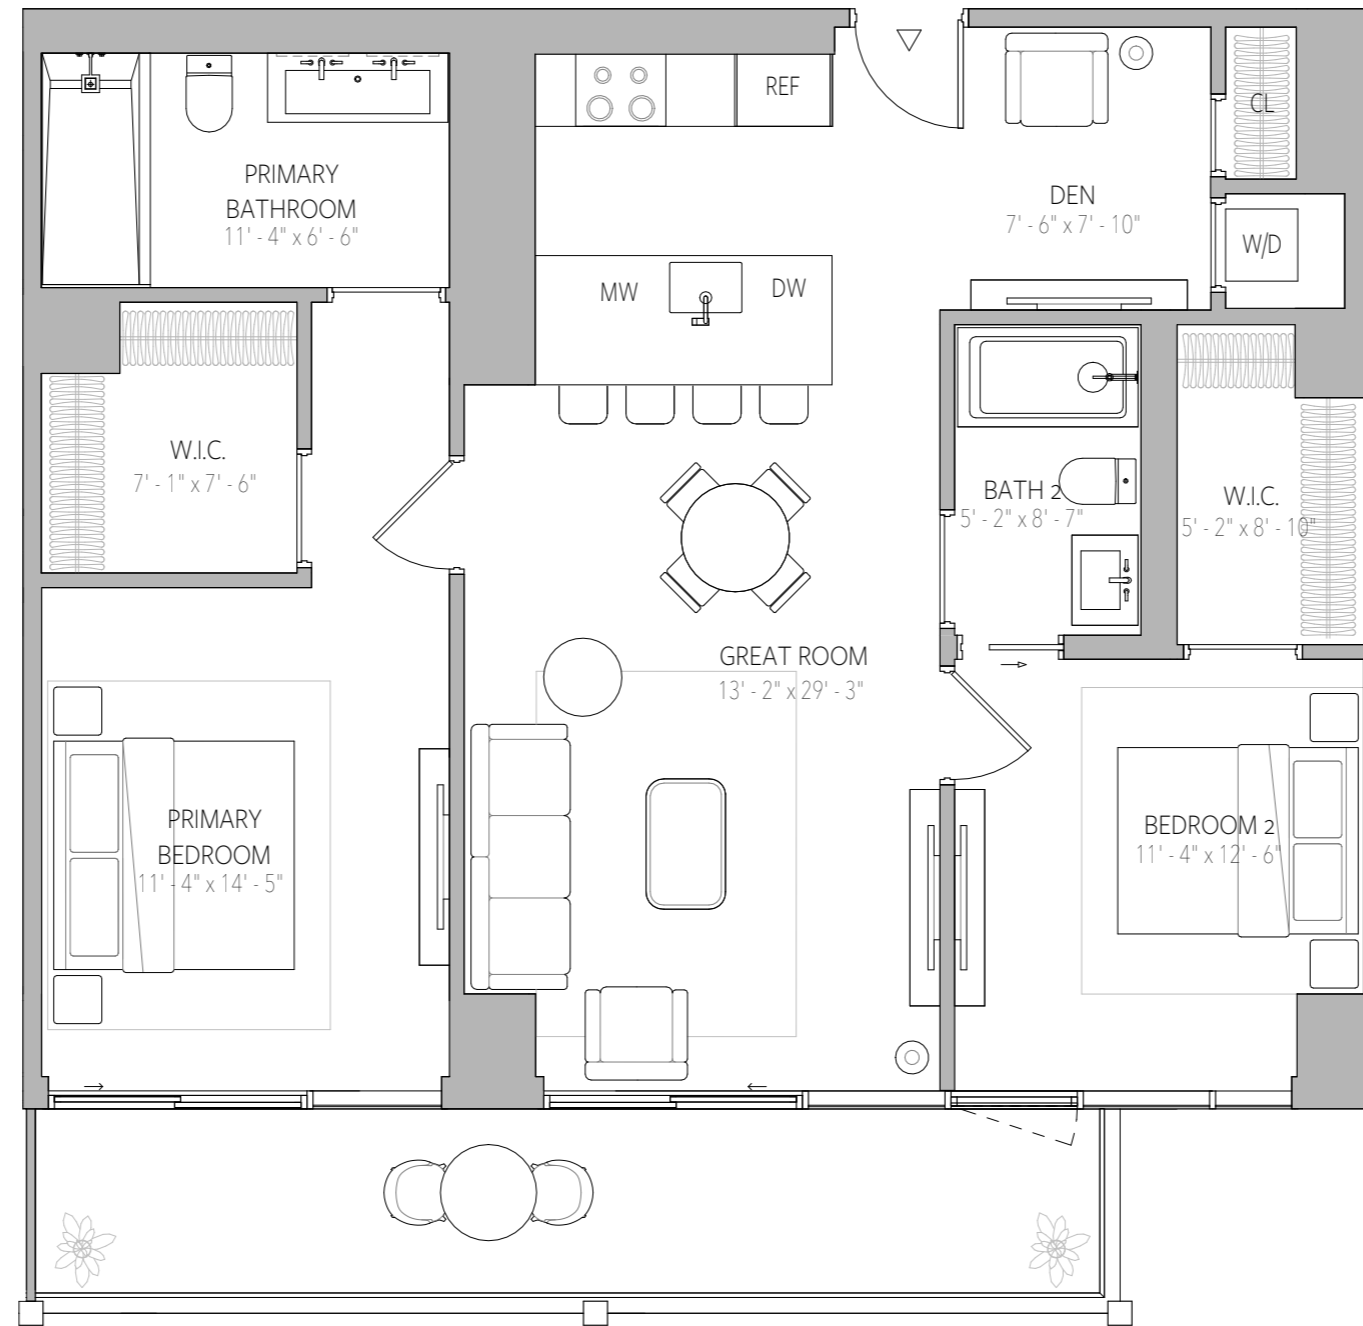 REF
CL
PRIMARY
BATHROOM
11' - 4" x 6' - 6"
DEN
7' - 6" x 7' - 10"
W/D
MW
DW
W.I.C.
7' - 1" x 7' - 6"
BATH 2
5' - 2" x 8' - 7"
W.I.C.
5' - 2" x 8' - 10"
GREAT ROOM
13' - 2" x 29' - 3"
PRIMARY
BEDROOM
11' - 4" x 14' - 5"
BEDROOM 2
11' - 4" x 12' - 6"